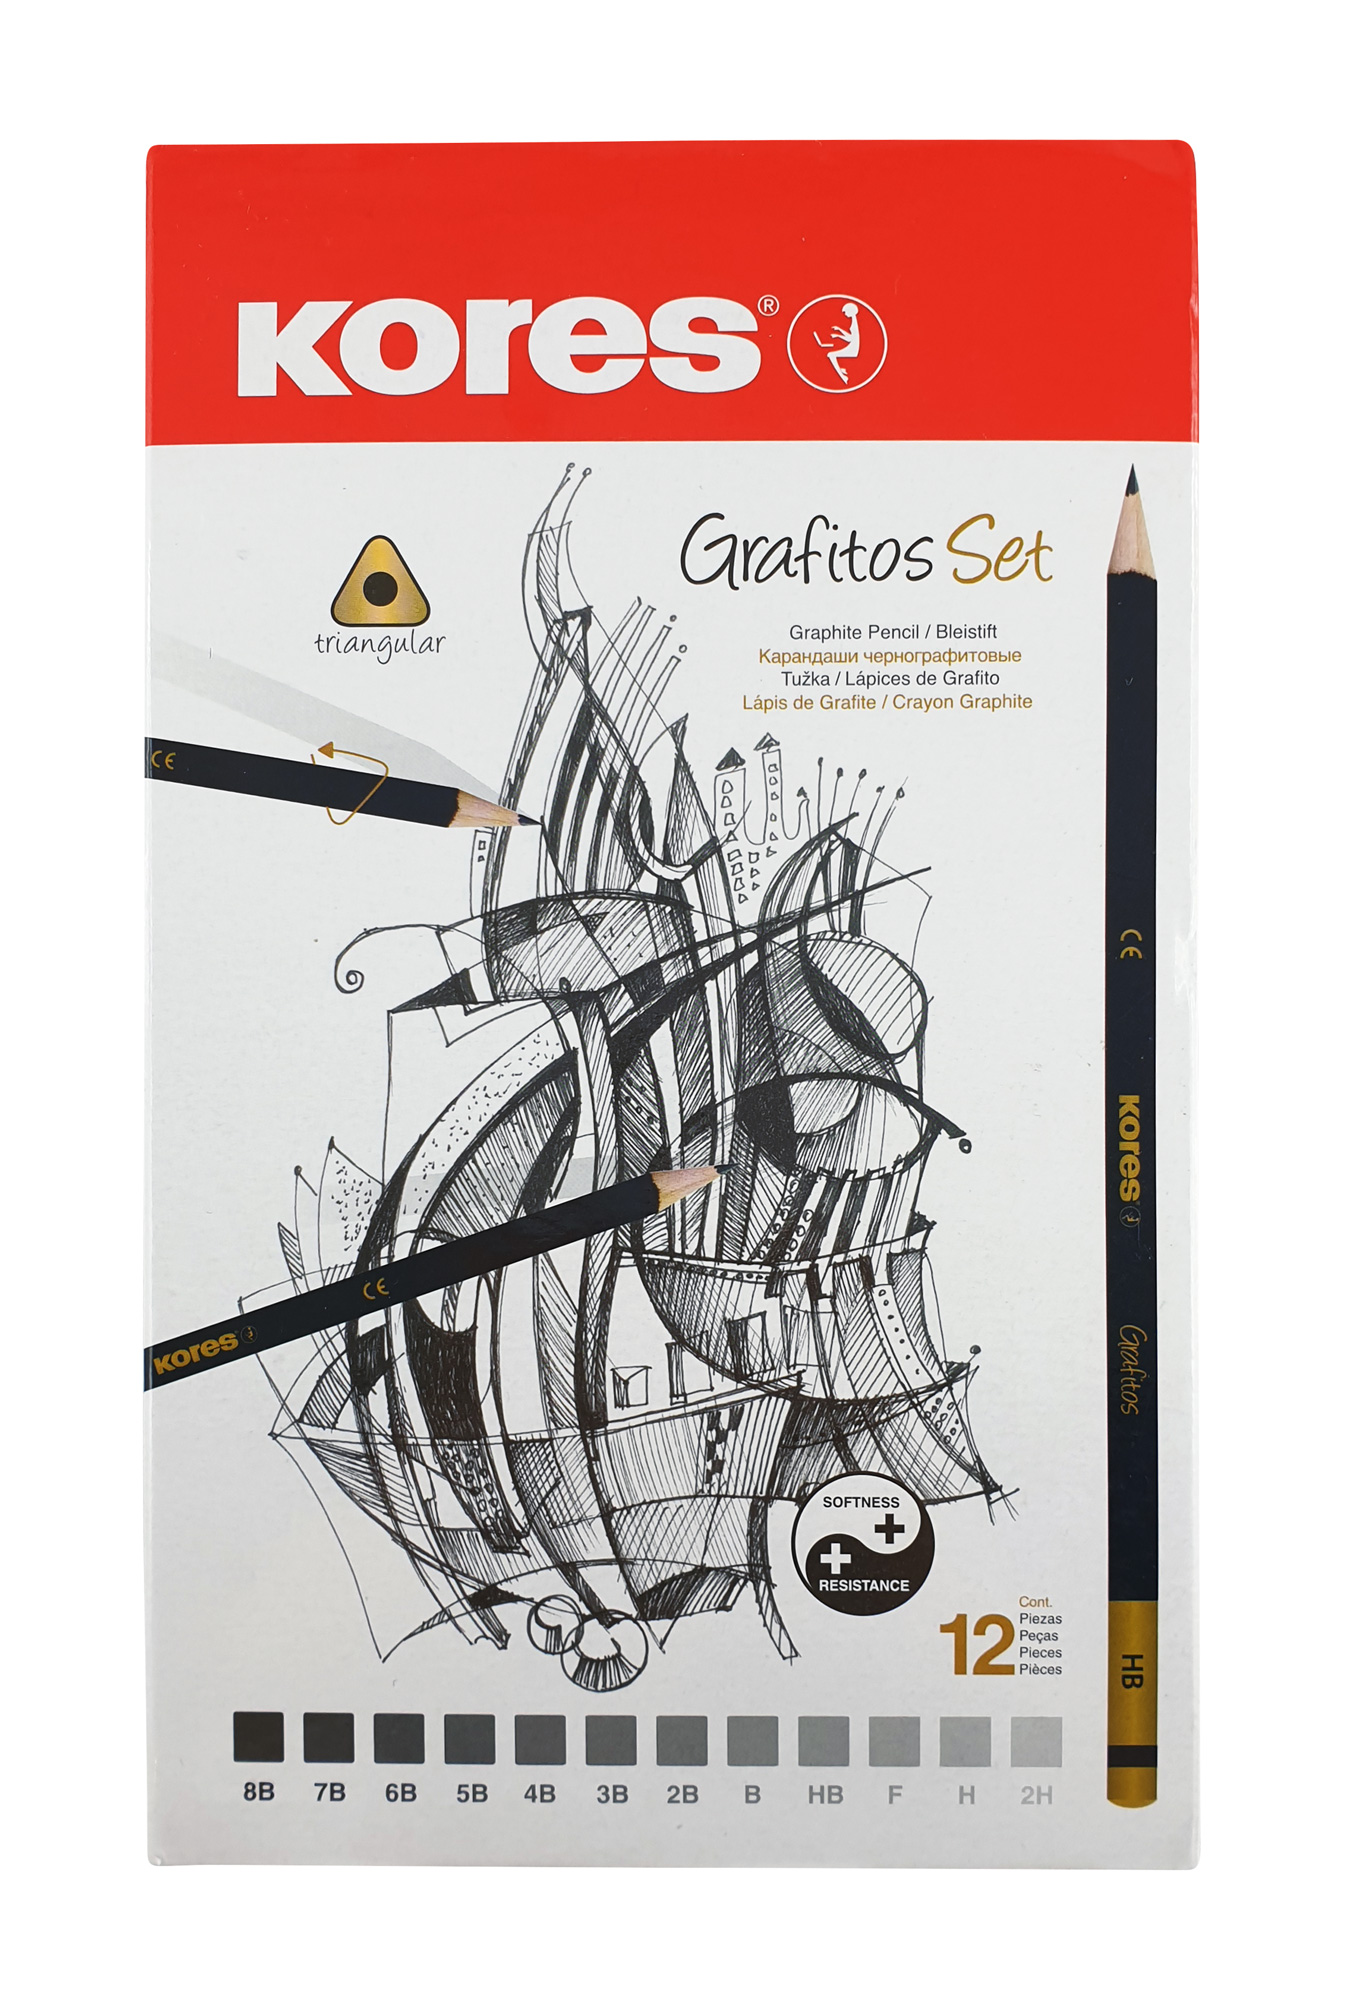 Kores®
Grafitos Set
triangular
Graphite Pencil / Bleistift
Карандаши чернографитовые
Tužka / Lápices de Grafito
Lápis de Grafite / Crayon Graphite
CE
CE
Kores
Grafitos
HB
Kores
CE
SOFTNESS
+
+
RESISTANCE
12
Cont.
Piezas
Peças
Pieces
Pièces
8B 7B 6B 5B 4B 3B 2B B HB F H 2H